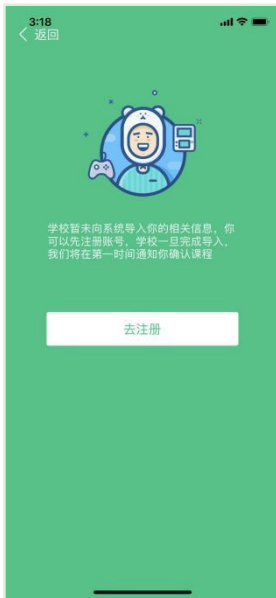 3:18
返回
学校暂未向系统导入你的相关信息，你
可以先注册账号，学校一旦完成导入，
我们将在第一时间通知你确认课程
去注册